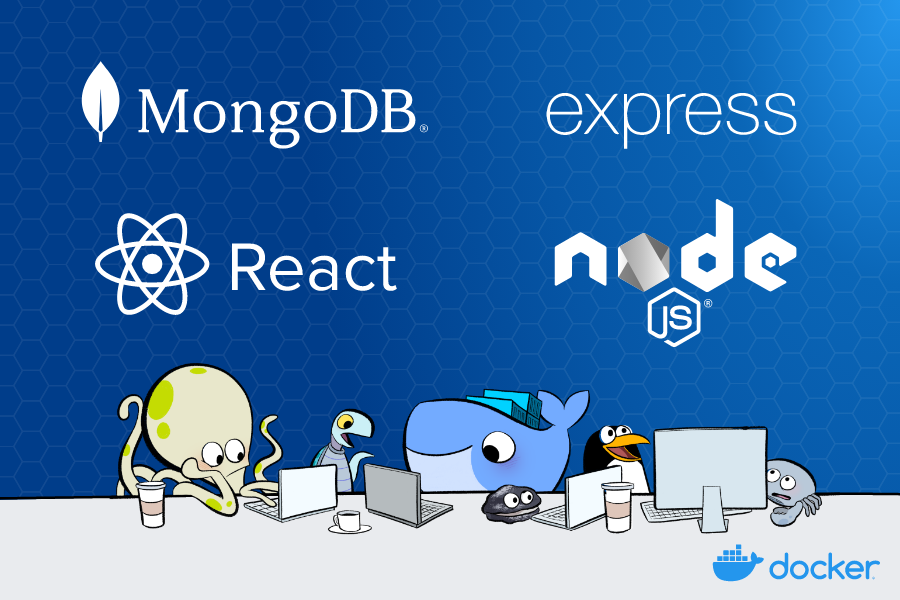 MongoDB®
express
React
node
JS®
docker